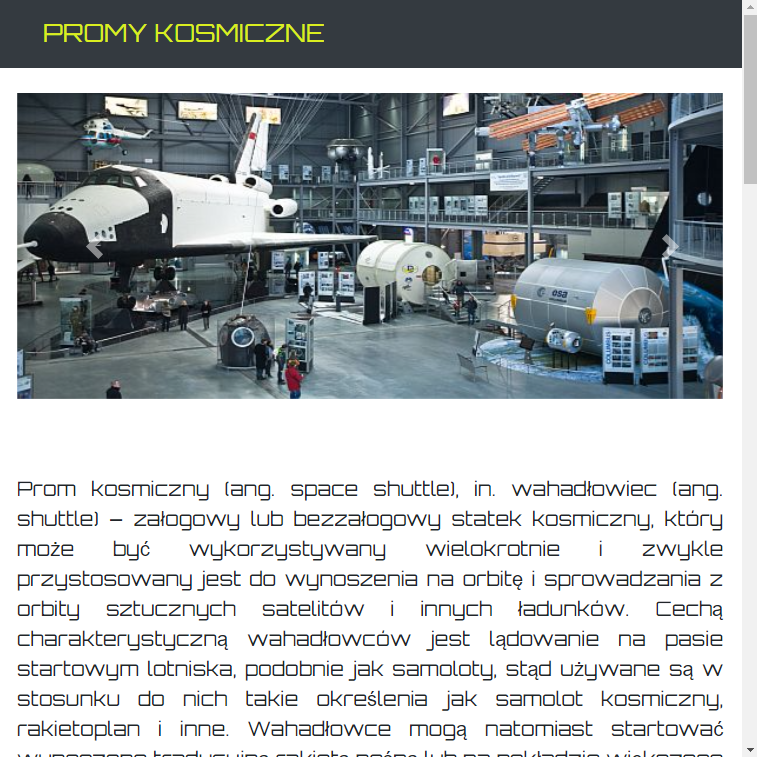 PROMY KOSMICZNE
osa
COLUMBUS
Prom kosmiczny (ang. space shuttle), in. wahadłowiec (ang.
shuttle) – załogowy lub bezzałogowy statek kosmiczny, który
może być wykorzystywany wielokrotnie i zwykle
przystosowany jest do wynoszenia na orbitę i sprowadzania z
orbity sztucznych satelitów i innych ładunków. Cechą
charakterystyczną wahadłowców jest lądowanie na pasie
startowym lotniska, podobnie jak samoloty, stąd używane są w
stosunku do nich takie określenia jak samolot kosmiczny,
rakietoplan i inne. Wahadłowce mogą natomiast startować